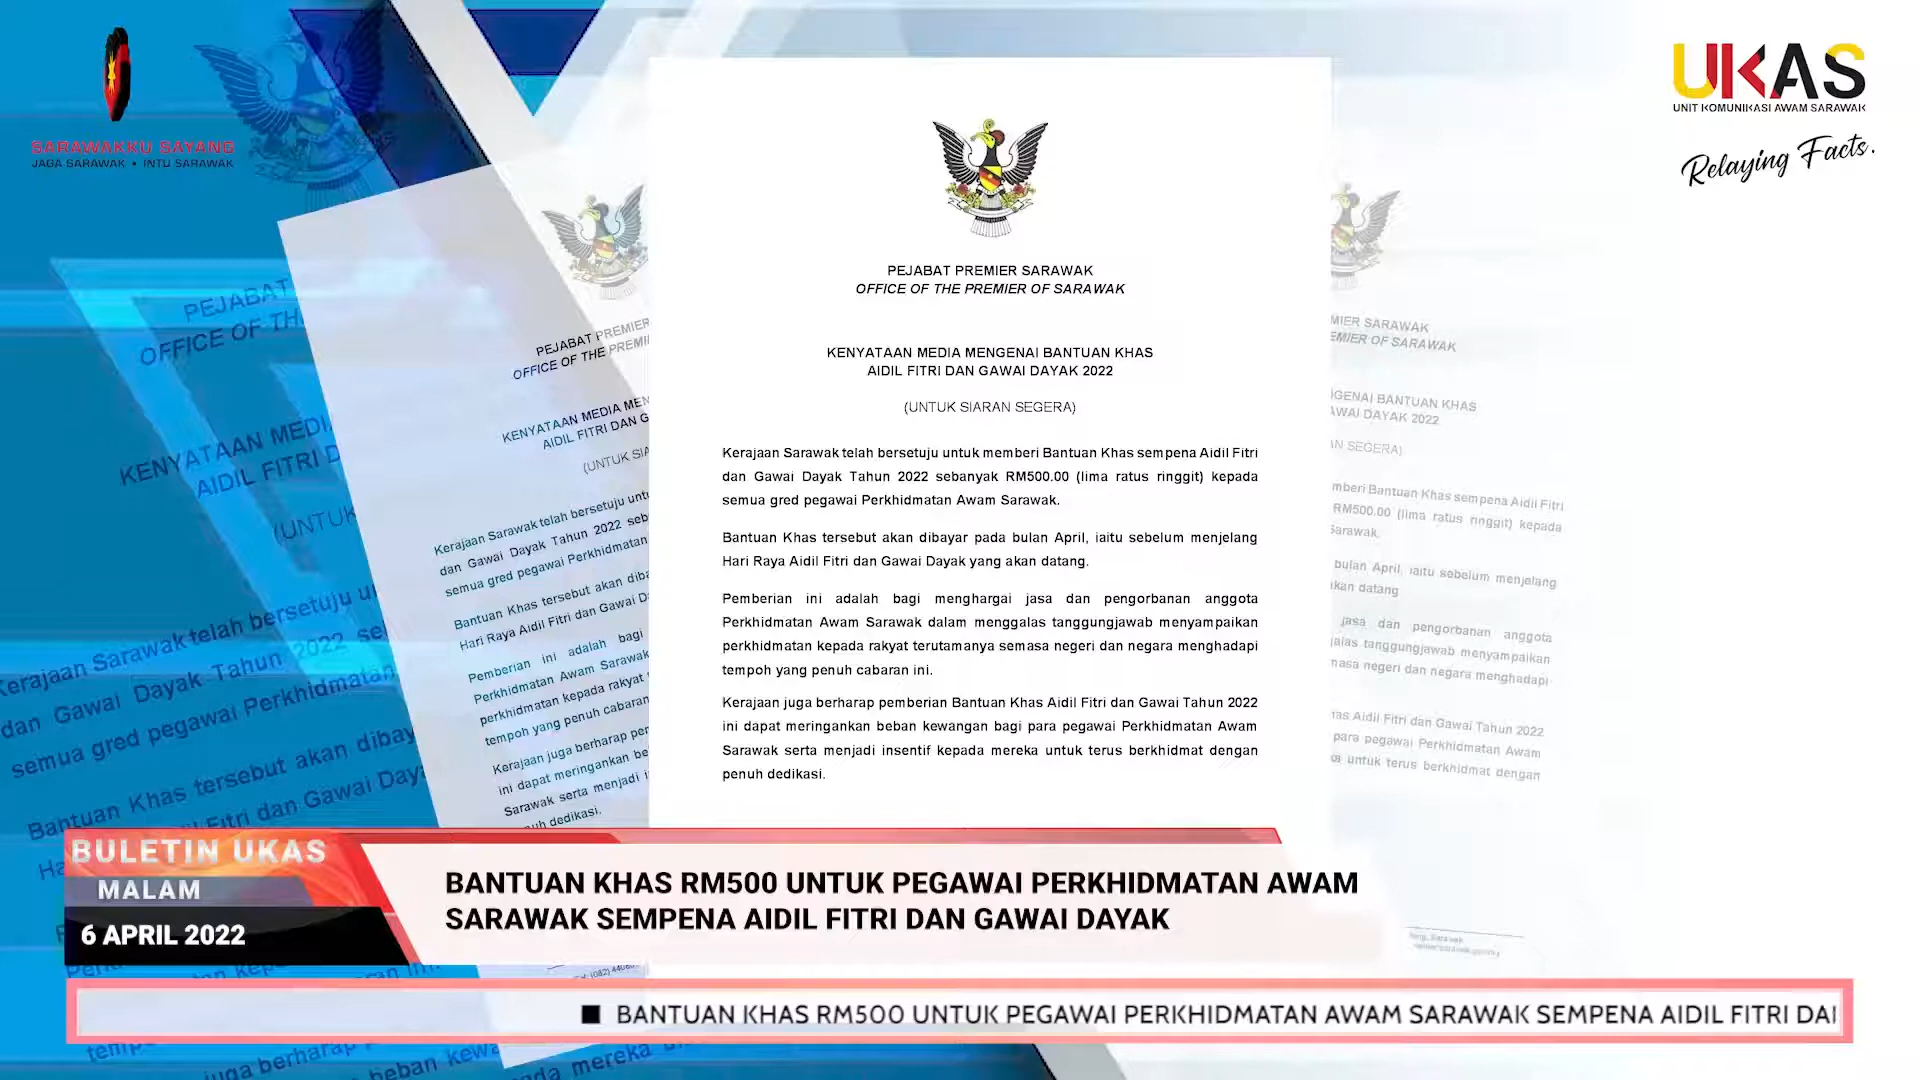 SARAWAKKU SAYANG
JAGA SARAWAK • INTU SARAWAK
UKAS
UNIT KOMUNIKASI AWAM SARAWAK
Relaying Facts.
PEJABAT PREMIER SARAWAK
OFFICE OF THE PREMIER OF SARAWAK
KENYATAAN MEDIA MENGENAI BANTUAN KHAS
AIDIL FITRI DAN GAWAI DAYAK 2022
(UNTUK SIARAN SEGERA)
Kerajaan Sarawak telah bersetuju untuk memberi Bantuan Khas sempena Aidil Fitri
dan Gawai Dayak Tahun 2022 sebanyak RM500.00 (lima ratus ringgit) kepada
semua gred pegawai Perkhidmatan Awam Sarawak.
Bantuan Khas tersebut akan dibayar pada bulan April, iaitu sebelum menjelang
Hari Raya Aidil Fitri dan Gawai Dayak yang akan datang.
Pemberian ini adalah bagi menghargai jasa dan pengorbanan anggota
Perkhidmatan Awam Sarawak dalam menggalas tanggungjawab menyampaikan
perkhidmatan kepada rakyat terutamanya semasa negeri dan negara menghadapi
tempoh yang penuh cabaran ini.
Kerajaan juga berharap pemberian Bantuan Khas Aidil Fitri dan Gawai Tahun 2022
ini dapat meringankan beban kewangan bagi para pegawai Perkhidmatan Awam
Sarawak serta menjadi insentif kepada mereka untuk terus berkhidmat dengan
penuh dedikasi.
BULETIN UKAS
MALAM
6 APRIL 2022
BANTUAN KHAS RM500 UNTUK PEGAWAI PERKHIDMATAN AWAM
SARAWAK SEMPENA AIDIL FITRI DAN GAWAI DAYAK
■ BANTUAN KHAS RM500 UNTUK PEGAWAI PERKHIDMATAN AWAM SARAWAK SEMPENA AIDIL FITRI